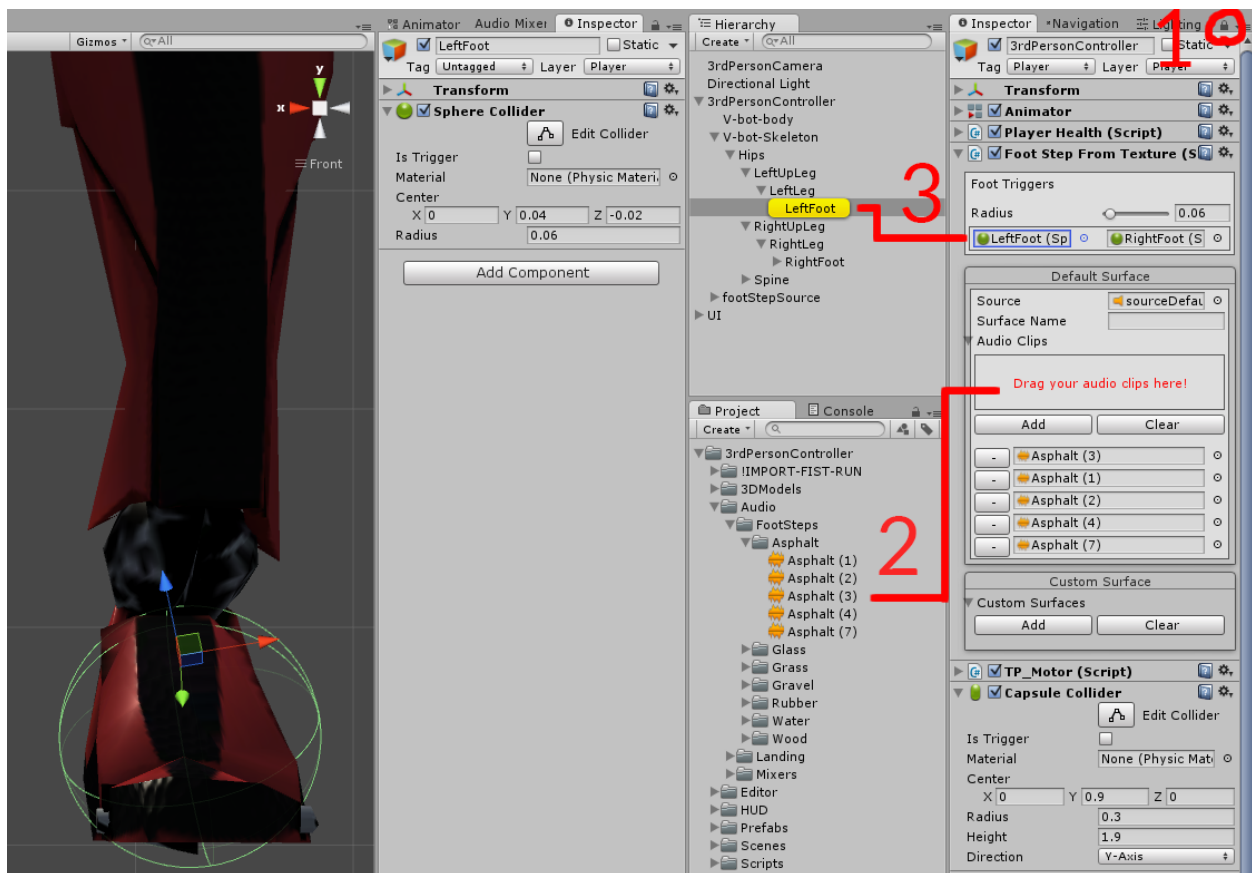 Gizmos
All
y
x
Front
Animator Audio Mixer Inspector
LeftFoot Static
Tag Untagged Layer Player
Transform
Sphere Collider
Edit Collider
Is Trigger
Material None (Physic Materi
Center
X 0 Y 0.04 Z -0.02
Radius 0.06
Add Component
Hierarchy
Create All
3rdPersonCamera
Directional Light
3rdPersonController
V-bot-body
V-bot-Skeleton
Hips
LeftUpLeg
LeftLeg
LeftFoot
RightUpLeg
RightLeg
RightFoot
Spine
footStepSource
UI
3
Project Console
Create
3rdPersonController
!IMPORT-FIST-RUN
3DModels
Audio
FootSteps
Asphalt
Asphalt (1)
Asphalt (2)
Asphalt (3)
Asphalt (4)
Asphalt (7)
Glass
Grass
Gravel
Rubber
Water
Wood
Landing
Mixers
Editor
HUD
Prefabs
Scenes
Scripts
2
Inspector Navigation Lighting
1
3rdPersonController Static
Tag Player Layer Player
Transform
Animator
Player Health (Script)
Foot Step From Texture (S
Foot Triggers
Radius 0.06
LeftFoot (Sp RightFoot (S
Default Surface
Source sourceDefau
Surface Name
Audio Clips
Drag your audio clips here!
Add Clear
- Asphalt (3)
- Asphalt (1)
- Asphalt (2)
- Asphalt (4)
- Asphalt (7)
Custom Surface
Custom Surfaces
Add Clear
TP_Motor (Script)
Capsule Collider
Edit Collider
Is Trigger
Material None (Physic Mate
Center
X 0 Y 0.9 Z 0
Radius 0.3
Height 1.9
Direction Y-Axis